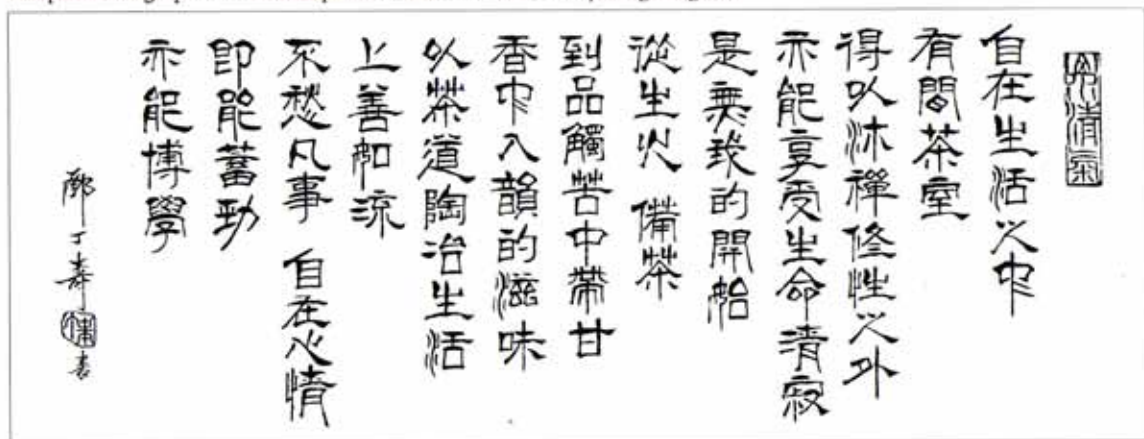 自在生活之中
有間茶室
得以沐禪修性之外
亦能享受生命清寂
是無我的開始
從生火 備茶
到品觸苦中帶甘
香中入韻的滋味
以茶道陶冶生活
上善如流
不愁凡事 自在心情
即能蓄勁
亦能博學
丁壽 書